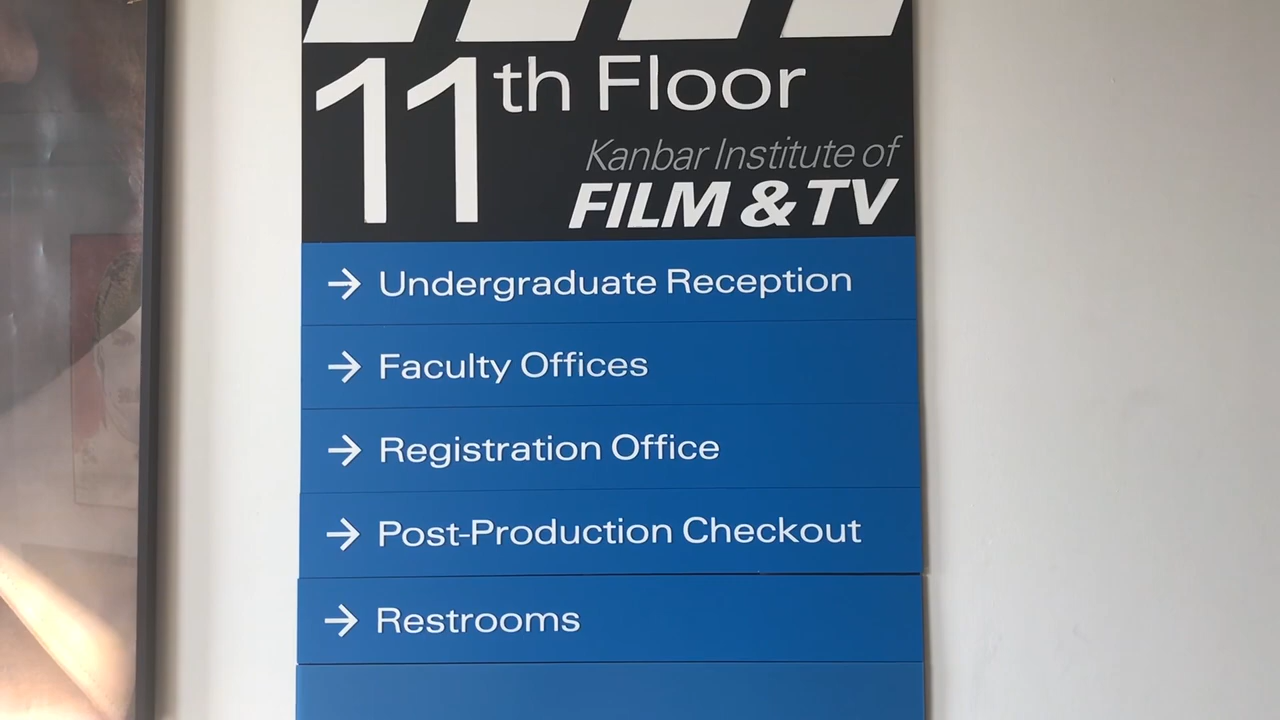 11th Floor
Kanbar Institute of
FILM & TV
→ Undergraduate Reception
→ Faculty Offices
→ Registration Office
→ Post-Production Checkout
→ Restrooms